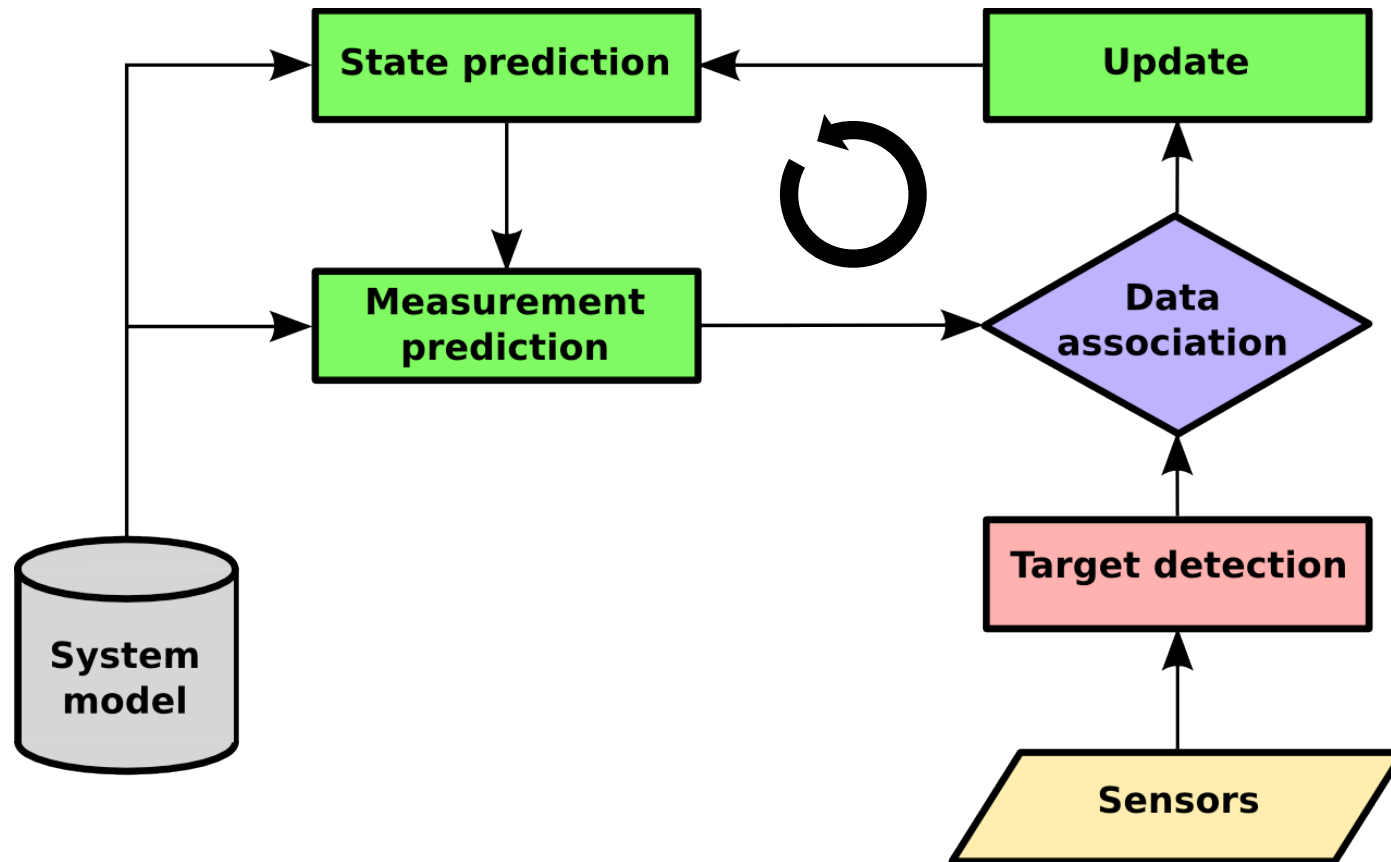 State prediction
Update
Measurement
prediction
Data
association
Target detection
System
model
Sensors